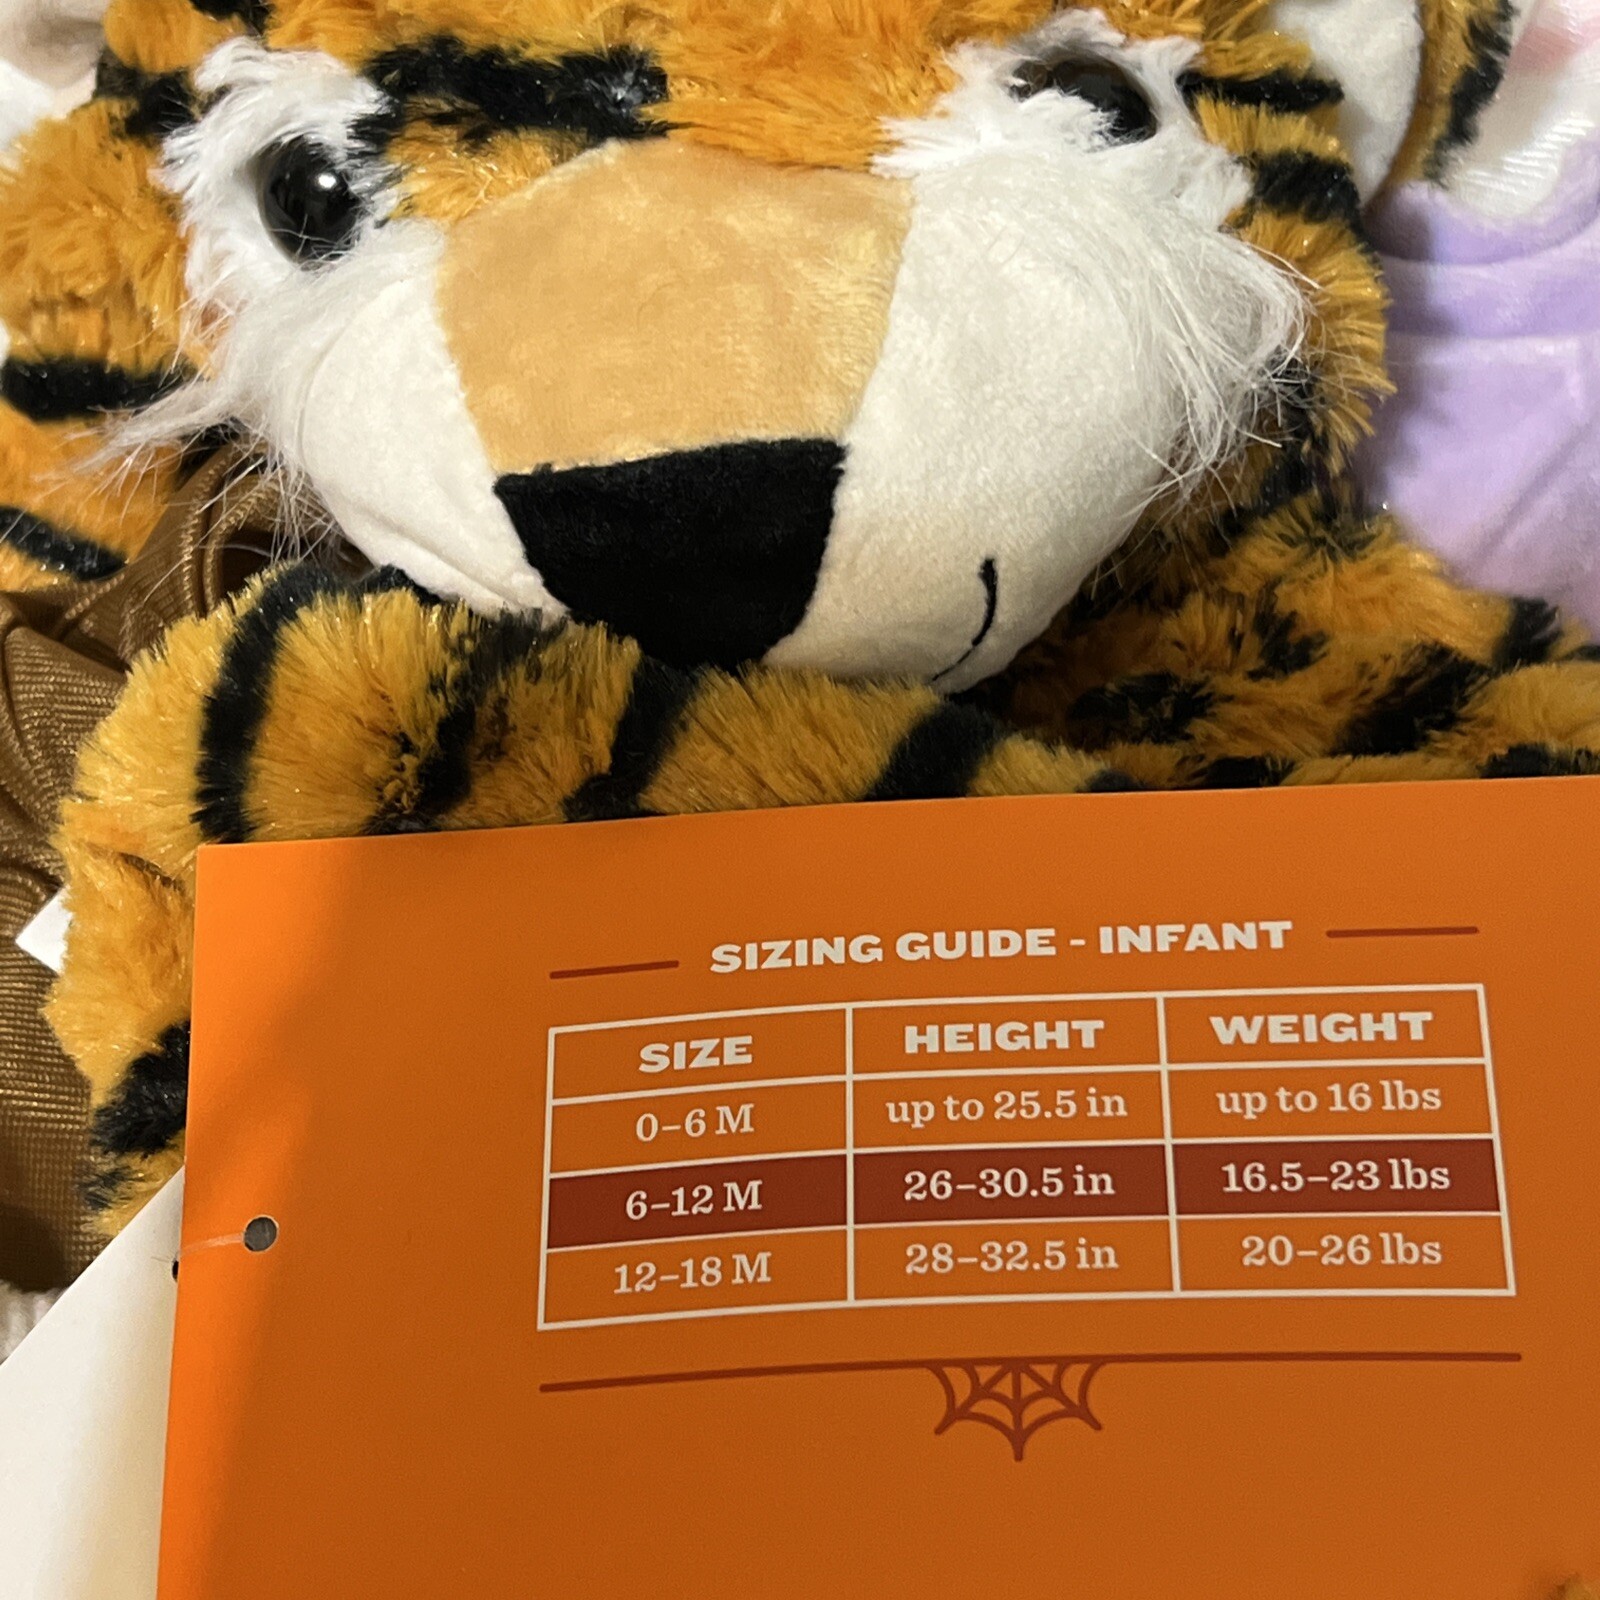 SIZING GUIDE - INFANT
SIZE HEIGHT WEIGHT
0–6 M up to 25.5 in up to 16 lbs
6–12 M 26–30.5 in 16.5–23 lbs
12–18 M 28–32.5 in 20–26 lbs